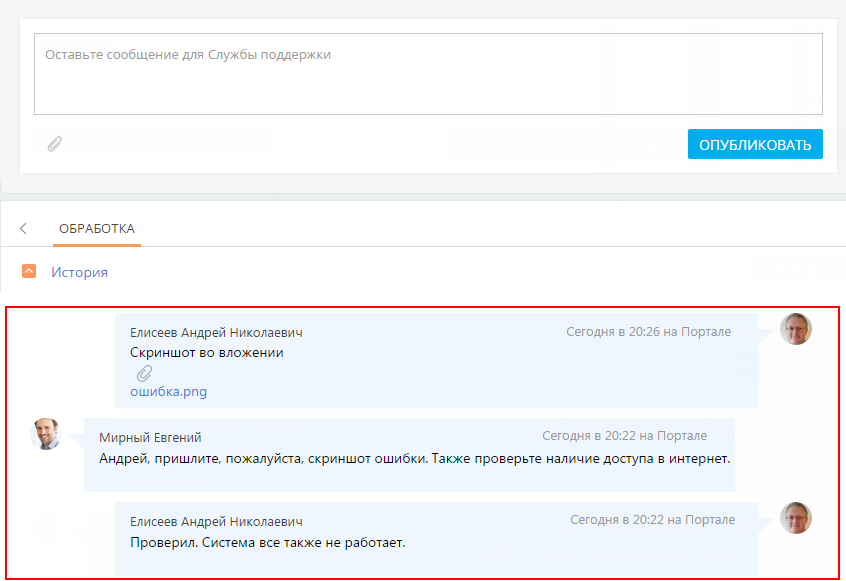 Оставьте сообщение для Службы поддержки
ОПУБЛИКОВАТЬ
ОБРАБОТКА
История
Елисеев Андрей Николаевич
Сегодня в 20:26 на Портале
Скриншот во вложении
ошибка.png
Мирный Евгений
Сегодня в 20:22 на Портале
Андрей, пришлите, пожалуйста, скриншот ошибки. Также проверьте наличие доступа в интернет.
Елисеев Андрей Николаевич
Сегодня в 20:22 на Портале
Проверил. Система все также не работает.